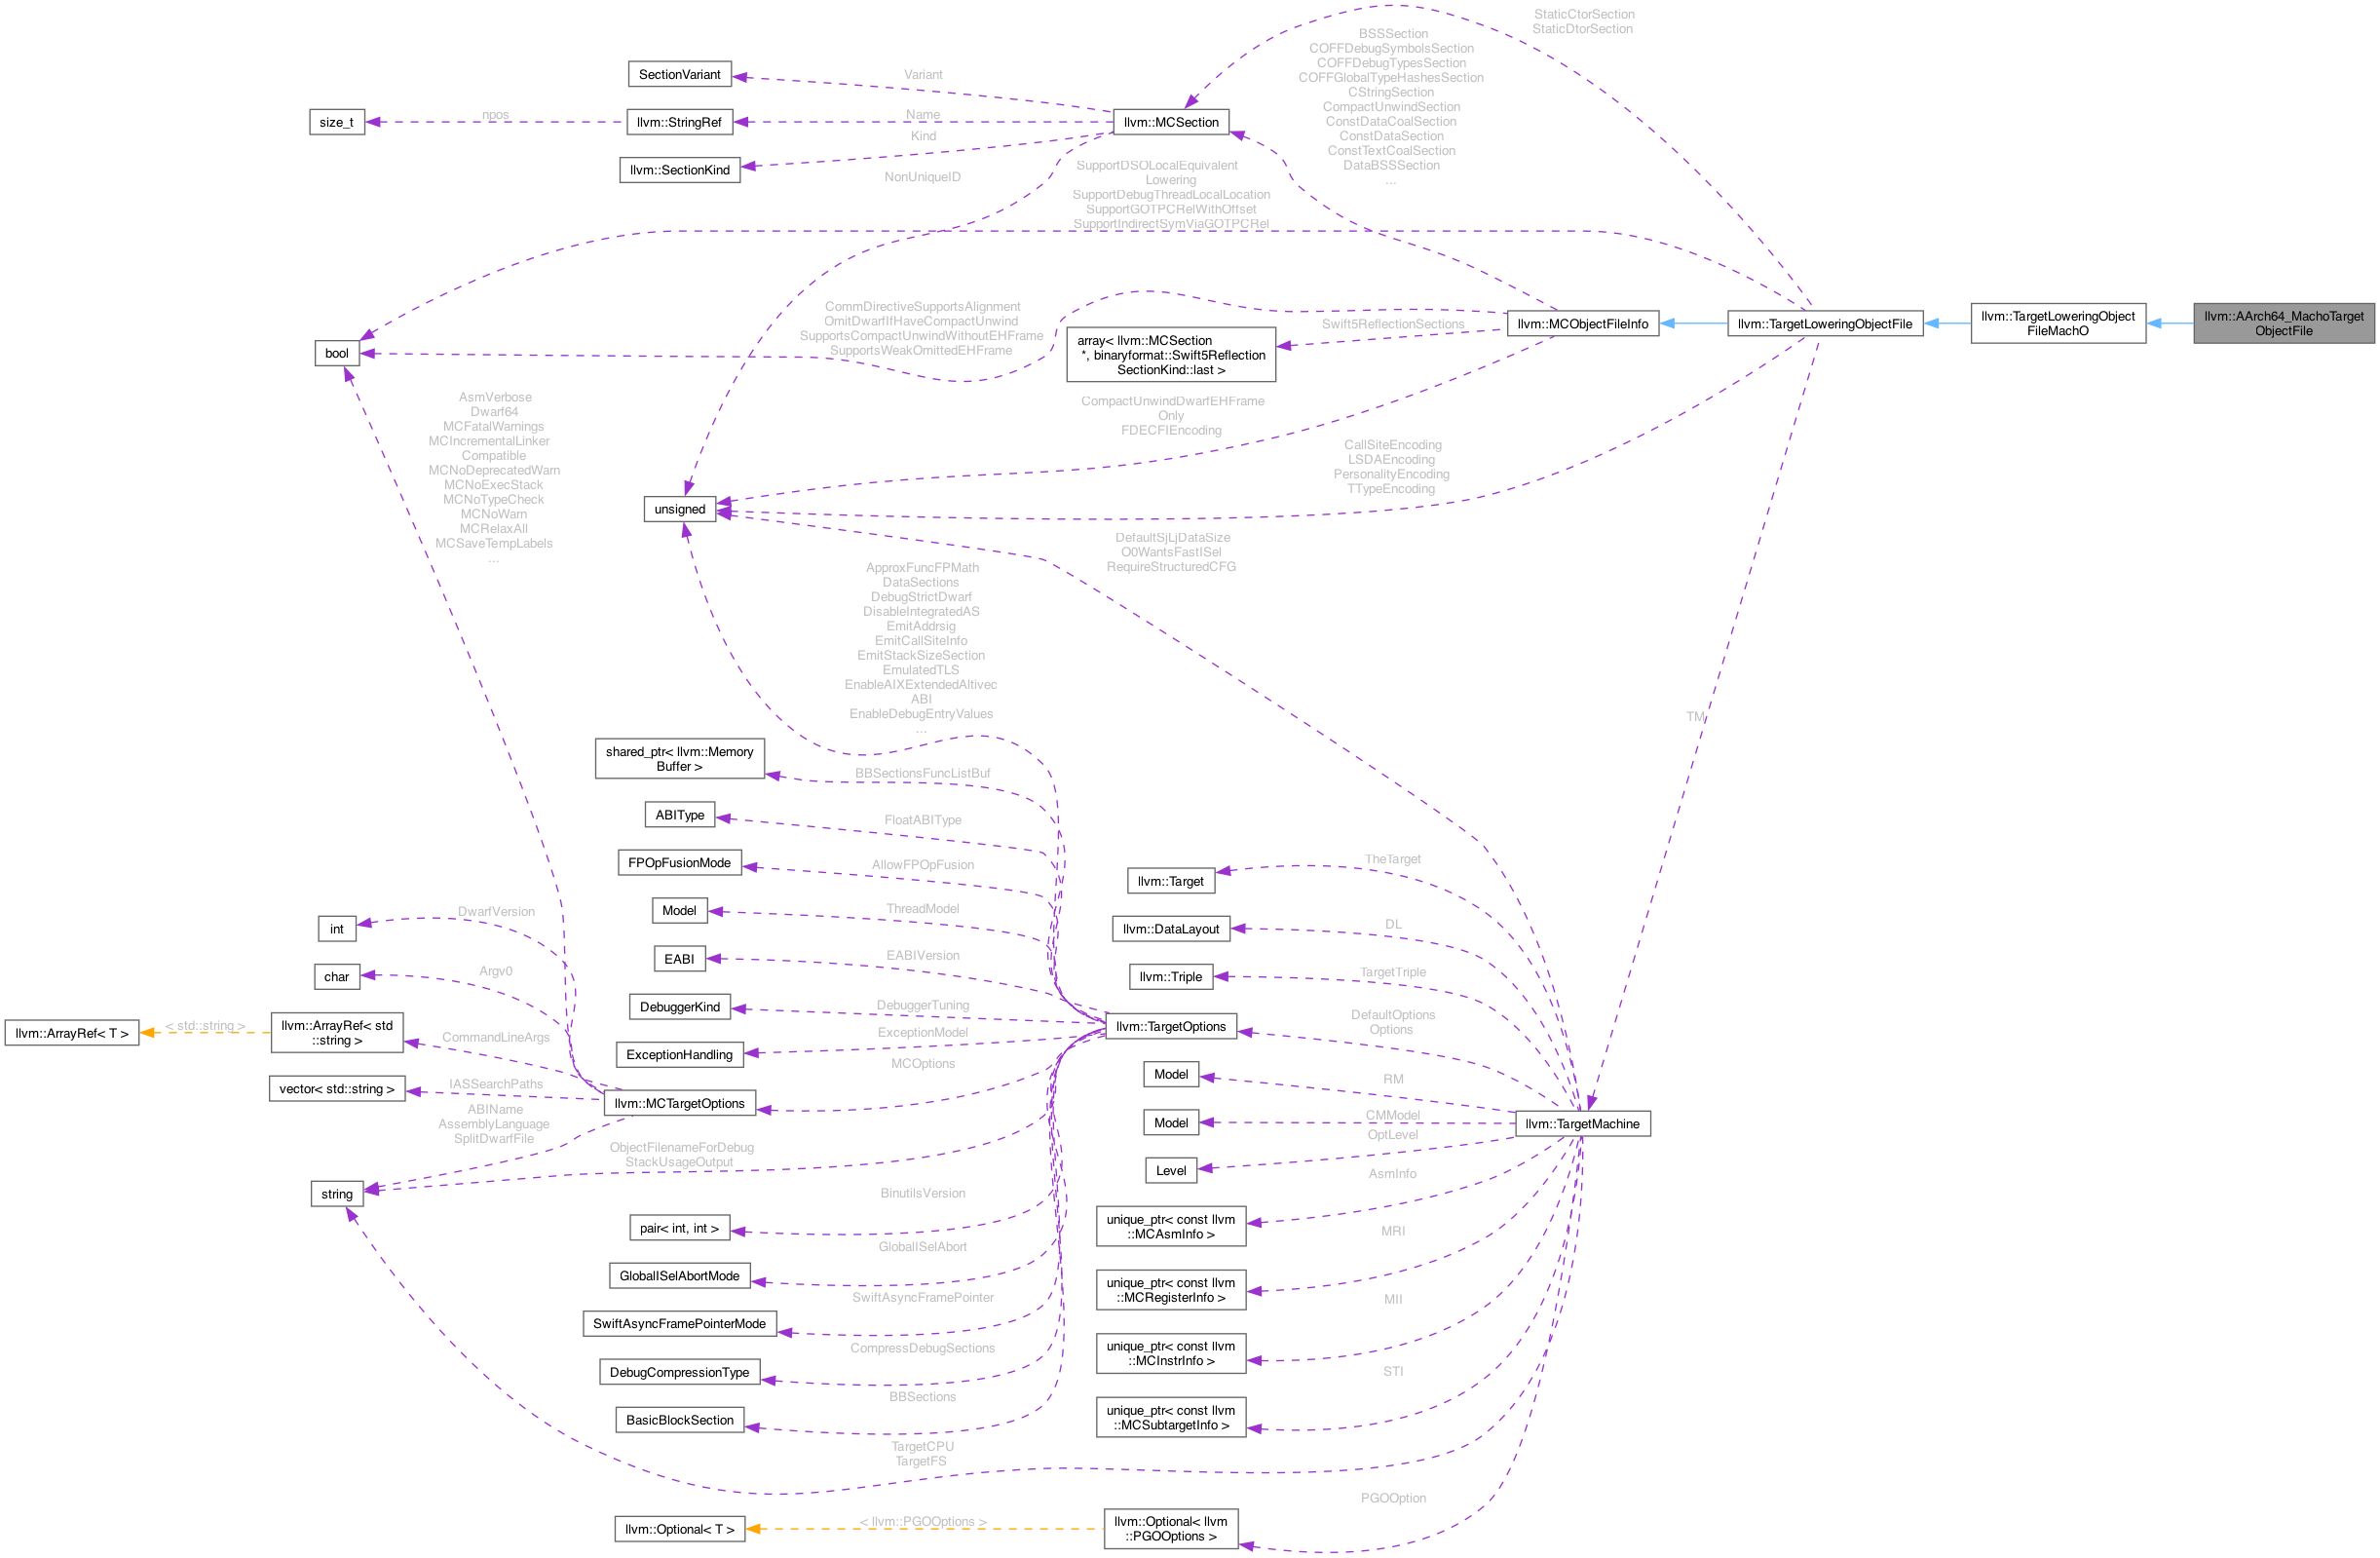 StaticCtorSection
StaticDtorSection
BSSSection
COFFDebugSymbolsSection
COFFDebugTypesSection
COFFGlobalTypeHashesSection
CStringSection
CompactUnwindSection
ConstDataCoalSection
ConstDataSection
ConstTextCoalSection
DataBSSSection
...
SectionVariant
Variant
size_t
npos
llvm::StringRef
Name
llvm::MCSection
Kind
llvm::SectionKind
NonUniqueID
SupportDSOLocalEquivalent
Lowering
SupportDebugThreadLocalLocation
SupportGOTPCRelWithOffset
SupportIndirectSymViaGOTPCRel
CommDirectiveSupportsAlignment
OmitDwarfIfHaveCompactUnwind
SupportsCompactUnwindWithoutEHFrame
SupportsWeakOmittedEHFrame
bool
array< llvm::MCSection
*, binaryformat::Swift5Reflection
SectionKind::last >
Swift5ReflectionSections
llvm::MCObjectFileInfo
llvm::TargetLoweringObjectFile
llvm::TargetLoweringObject
FileMachO
llvm::AArch64_MachoTarget
ObjectFile
AsmVerbose
Dwarf64
MCFatalWarnings
MCIncrementalLinker
Compatible
MCNoDeprecatedWarn
MCNoExecStack
MCNoTypeCheck
MCNoWarn
MCRelaxAll
MCSaveTempLabels
...
CompactUnwindDwarfEHFrame
Only
FDECFIEncoding
CallSiteEncoding
LSDAEncoding
PersonalityEncoding
TTypeEncoding
unsigned
DefaultSjLjDataSize
O0WantsFastISel
RequireStructuredCFG
ApproxFuncFPMath
DataSections
DebugStrictDwarf
DisableIntegratedAS
EmitAddrsig
EmitCallSiteInfo
EmitStackSizeSection
EmulatedTLS
EnableAIXExtendedAltivec
ABI
EnableDebugEntryValues
...
TM
shared_ptr< llvm::Memory
Buffer >
BBSectionsFuncListBuf
ABIType
FloatABIType
FPOpFusionMode
AllowFPOpFusion
Model
ThreadModel
EABI
EABIVersion
DebuggerKind
DebuggerTuning
ExceptionHandling
ExceptionModel
MCOptions
llvm::TargetOptions
llvm::Target
TheTarget
llvm::DataLayout
DL
llvm::Triple
TargetTriple
DefaultOptions
Options
Model
RM
Model
CMModel
Level
OptLevel
llvm::TargetMachine
int
DwarfVersion
char
Argv0
llvm::ArrayRef< T >
< std::string >
llvm::ArrayRef< std
::string >
CommandLineArgs
vector< std::string >
IASSearchPaths
llvm::MCTargetOptions
ABIName
AssemblyLanguage
SplitDwarfFile
string
ObjectFilenameForDebug
StackUsageOutput
pair< int, int >
BinutilsVersion
GlobalISelAbortMode
GlobalISelAbort
SwiftAsyncFramePointerMode
SwiftAsyncFramePointer
DebugCompressionType
CompressDebugSections
BasicBlockSection
BBSections
unique_ptr< const llvm
::MCAsmInfo >
AsmInfo
unique_ptr< const llvm
::MCRegisterInfo >
MRI
unique_ptr< const llvm
::MCInstrInfo >
MII
unique_ptr< const llvm
::MCSubtargetInfo >
STI
TargetCPU
TargetFS
llvm::Optional< T >
< llvm::PGOOptions >
llvm::Optional< llvm
::PGOOptions >
PGOOption